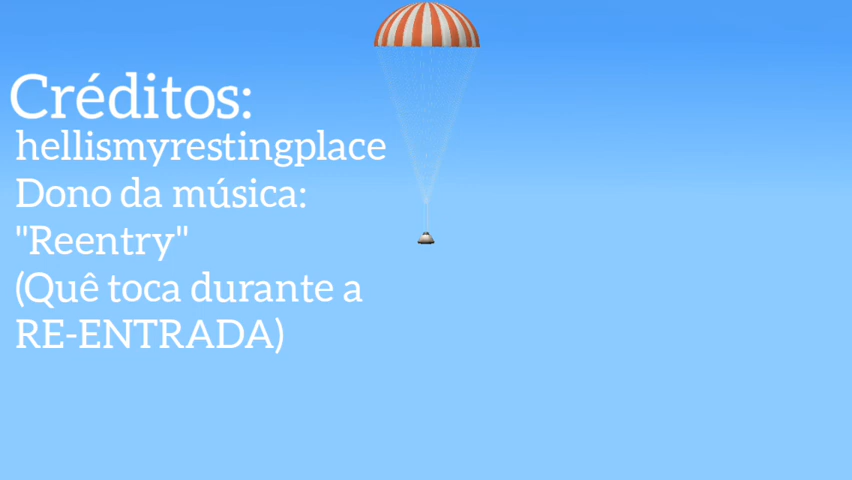 Créditos:
hellismyrestingplace
Dono da música:
"Reentry"
(Quê toca durante a
RE-ENTRADA)